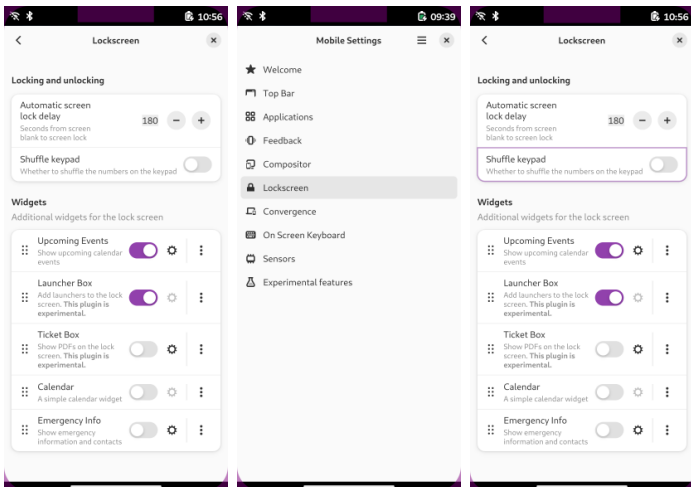 10:56
Lockscreen
Locking and unlocking
Automatic screen
lock delay
Seconds from screen
blank to screen lock
180
Shuffle keypad
Whether to shuffle the numbers on the keypad
Widgets
Additional widgets for the lock screen
Upcoming Events
Show upcoming calendar
events
Launcher Box
Add launchers to the lock
screen. This plugin is
experimental.
Ticket Box
Show PDFs on the lock
screen. This plugin is
experimental.
Calendar
A simple calendar widget
Emergency Info
Show emergency
information and contacts
09:39
Mobile Settings
Welcome
Top Bar
Applications
Feedback
Compositor
Lockscreen
Convergence
On Screen Keyboard
Sensors
Experimental features
10:56
Lockscreen
Locking and unlocking
Automatic screen
lock delay
Seconds from screen
blank to screen lock
180
Shuffle keypad
Whether to shuffle the numbers on the keypad
Widgets
Additional widgets for the lock screen
Upcoming Events
Show upcoming calendar
events
Launcher Box
Add launchers to the lock
screen. This plugin is
experimental.
Ticket Box
Show PDFs on the lock
screen. This plugin is
experimental.
Calendar
A simple calendar widget
Emergency Info
Show emergency
information and contacts